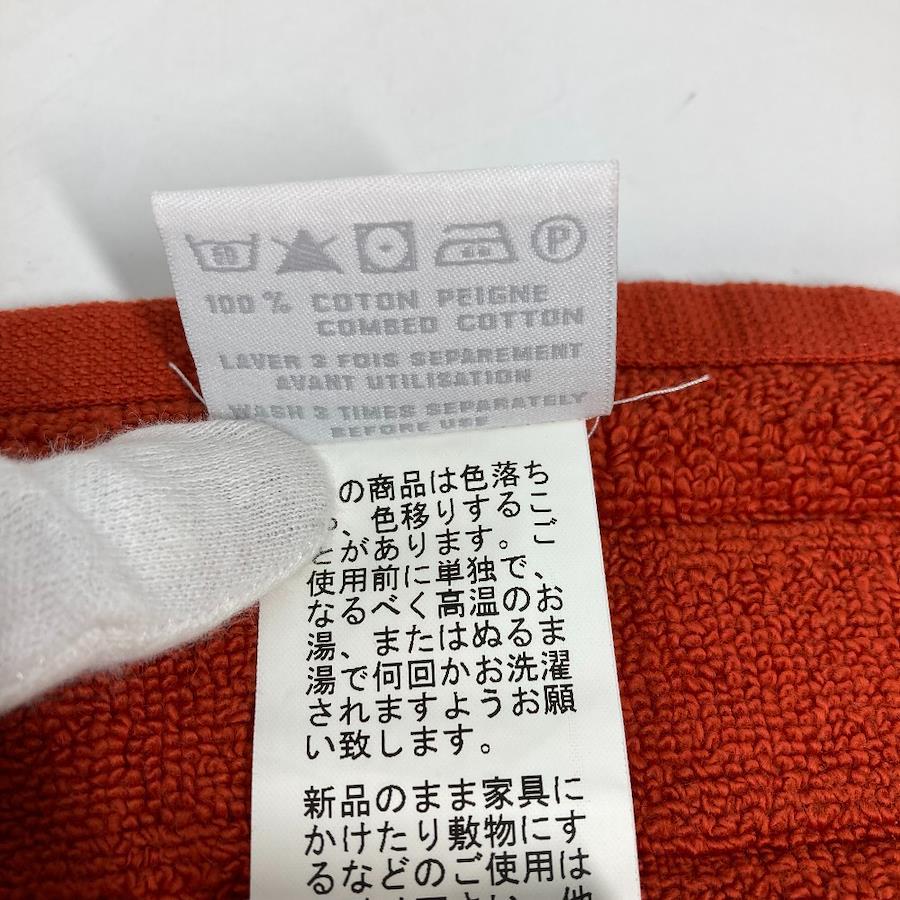 P
100 % COTON PEIGNE
COMBED COTTON
LAVER 3 FOIS SEPAREMENT
AVANT UTILISATION
WASH 3 TIMES SEPARATELY
BEFORE USE
の商品は色落ち
、色移りするこ
とがあります。ご
使用前に単独で、
なるべく高温のお
湯、またはぬるま
湯で何回かお洗濯
されますようお願
い致します。
新品のまま家具に
かけたり敷物にす
るなどのご使用は